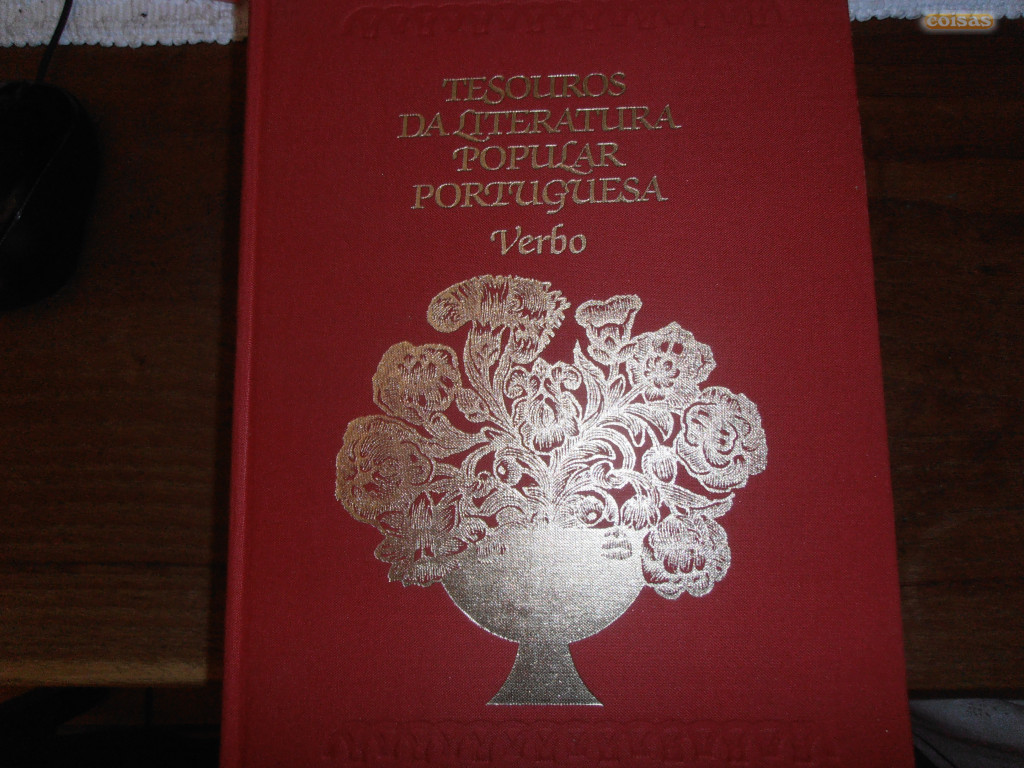 coisas
TESOUROS
DA LITERATURA
POPULAR
PORTUGUESA
Verbo